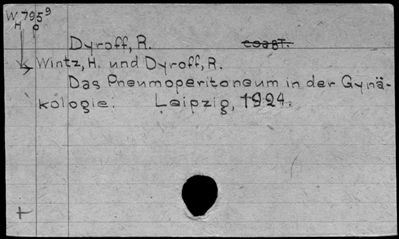 W 795⁹
H O
Dyroff, R. coast.
Wintz, H. und Dyroff, R.
Das Pneumoperitoneum in der Gynä-
kologie. Leipzig, 1924.